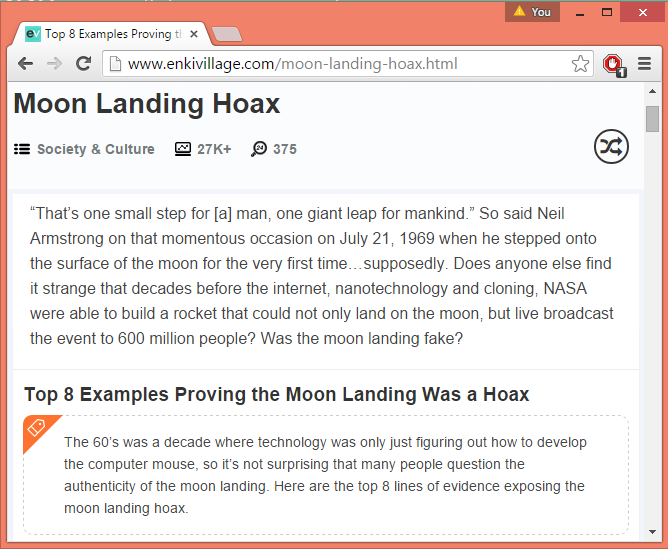 You
Top 8 Examples Proving th
www.enkivillage.com/moon-landing-hoax.html
1
Moon Landing Hoax
Society & Culture 27K+ 24 375
“That’s one small step for [a] man, one giant leap for mankind.” So said Neil
Armstrong on that momentous occasion on July 21, 1969 when he stepped onto
the surface of the moon for the very first time…supposedly. Does anyone else find
it strange that decades before the internet, nanotechnology and cloning, NASA
were able to build a rocket that could not only land on the moon, but live broadcast
the event to 600 million people? Was the moon landing fake?
Top 8 Examples Proving the Moon Landing Was a Hoax
The 60’s was a decade where technology was only just figuring out how to develop
the computer mouse, so it’s not surprising that many people question the
authenticity of the moon landing. Here are the top 8 lines of evidence exposing the
moon landing hoax.